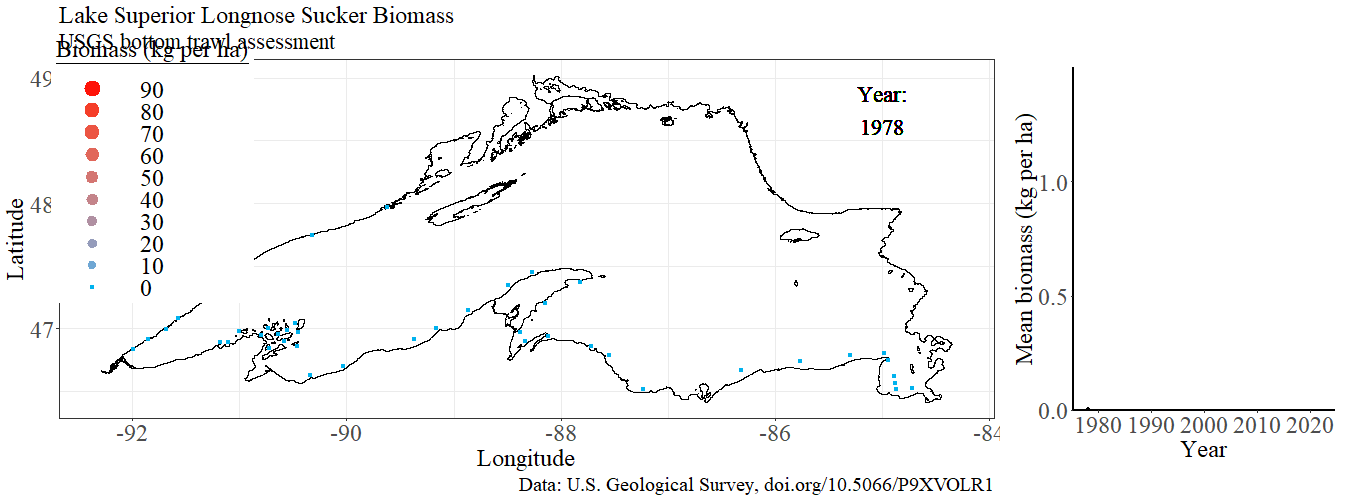 Lake Superior Longnose Sucker Biomass
USGS bottom trawl assessment
Biomass (kg per ha)
90
80
70
60
50
40
30
20
10
0
Year:
1978
49
48
47
Latitude
-92 -90 -88 -86 -84
Longitude
Data: U.S. Geological Survey, doi.org/10.5066/P9XVOLR1
Mean biomass (kg per ha)
1.0
0.5
0.0
1980 1990 2000 2010 2020
Year